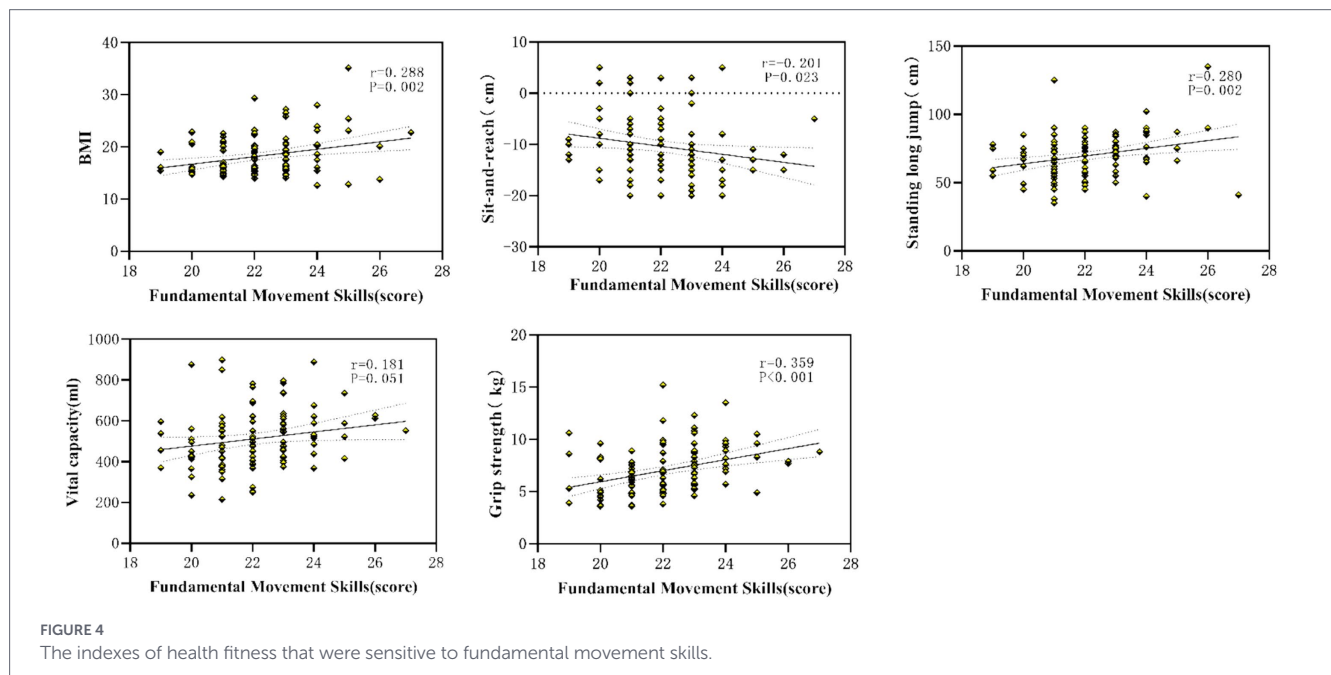 BMI
40
30
20
10
0
r=0.288
P=0.002
18 20 22 24 26 28
Fundamental Movement Skills(score)
Sit-and-reach ( cm)
10
0
-10
-20
-30
r=-0.201
P=0.023
18 20 22 24 26 28
Fundamental Movement Skills(score)
Standing long jump( cm)
150
100
50
0
r=0.280
P=0.002
18 20 22 24 26 28
Fundamental Movement Skills(score)
Vital capacity(ml)
1000
800
600
400
200
0
r=0.181
P=0.051
18 20 22 24 26 28
Fundamental Movement Skills(score)
Grip strength( kg)
20
15
10
5
0
r=0.359
P<0.001
18 20 22 24 26 28
Fundamental Movement Skills(score)
FIGURE 4
The indexes of health fitness that were sensitive to fundamental movement skills.